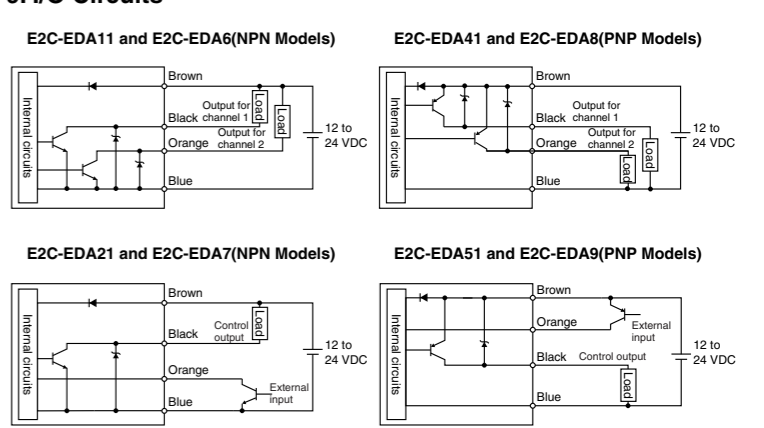 E2C-EDA11 and E2C-EDA6(NPN Models)
Internal circuits
Brown
Black
Output for
channel 1
Orange
Output for
channel 2
Blue
Load
Load
12 to
24 VDC
E2C-EDA41 and E2C-EDA8(PNP Models)
Internal circuits
Brown
Black
Output for
channel 1
Orange
Output for
channel 2
Blue
Load
Load
12 to
24 VDC
E2C-EDA21 and E2C-EDA7(NPN Models)
Internal circuits
Brown
Black
Control
output
Load
Orange
External
input
Blue
12 to
24 VDC
E2C-EDA51 and E2C-EDA9(PNP Models)
Internal circuits
Brown
Orange
External
input
Black
Control output
Load
Blue
12 to
24 VDC